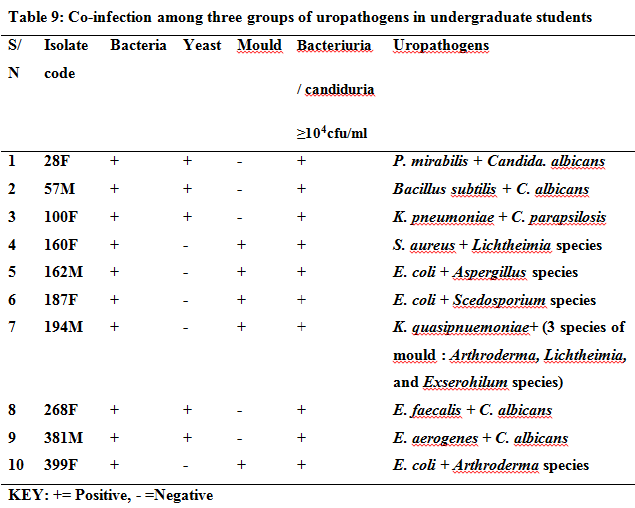 Table 9: Co-infection among three groups of uropathogens in undergraduate students
S/ Isolate Bacteria Yeast Mould Bacteriuria Uropathogens
N code
/ candiduria
≥10⁴cfu/ml
1 28F + + - + P. mirabilis + Candida. albicans
2 57M + + - + Bacillus subtilis + C. albicans
3 100F + + - + K. pneumoniae + C. parapsilosis
4 160F + - + + S. aureus + Lichtheimia species
5 162M + - + + E. coli + Aspergillus species
6 187F + - + + E. coli + Scedosporium species
7 194M + - + + K. quasipnuemoniae+ (3 species of
mould : Arthroderma, Lichtheimia,
and Exserohilum species)
8 268F + + - + E. faecalis + C. albicans
9 381M + + - + E. aerogenes + C. albicans
10 399F + - + + E. coli + Arthroderma species
KEY: += Positive, - =Negative